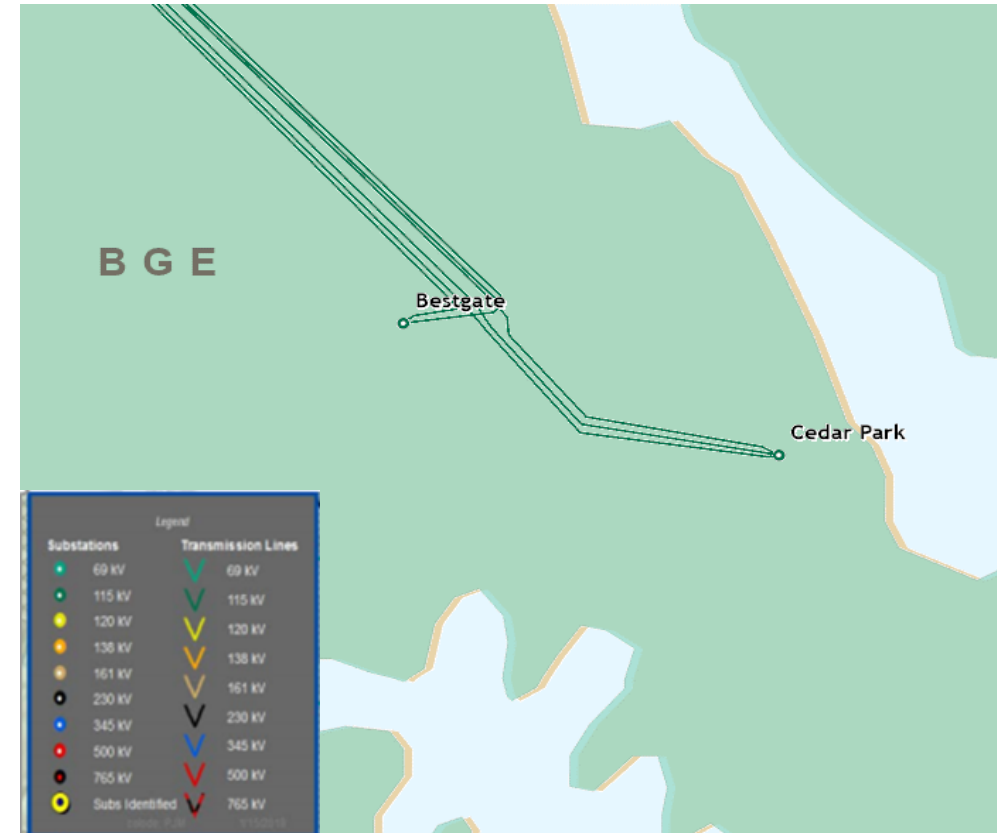 B G E
Bestgate
Cedar Park
Legend
Substations Transmission Lines
69 kV 69 kV
115 kV 115 kV
120 kV 120 kV
138 kV 138 kV
161 kV 161 kV
230 kV 230 kV
345 kV 345 kV
500 kV 500 kV
765 kV 765 kV
Subs Identified